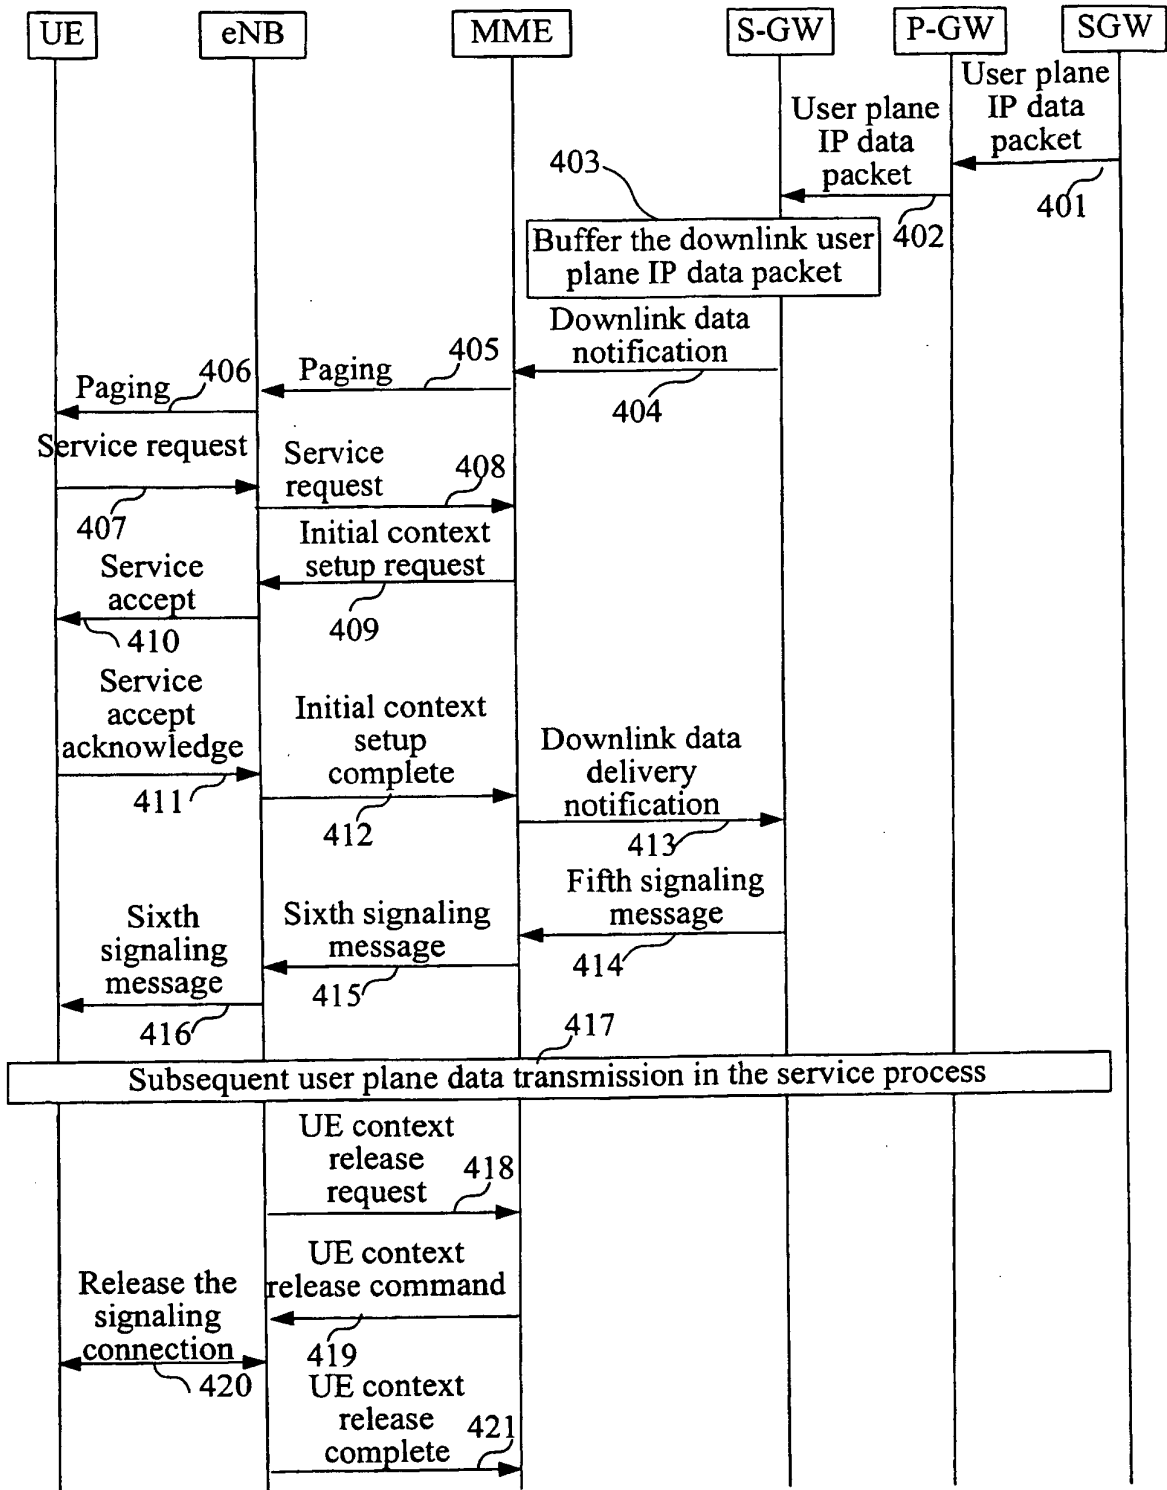 UE
eNB
MME
S-GW
P-GW
SGW
User plane
IP data
packet
401
User plane
IP data
packet
402
403
Buffer the downlink user
plane IP data packet
Downlink data
notification
404
Paging
405
Paging
406
Service request
407
Service
request
408
Initial context
setup request
409
Service
accept
410
Service
accept
acknowledge
411
Initial context
setup
complete
412
Downlink data
delivery
notification
413
Fifth signaling
message
414
Sixth signaling
message
415
Sixth
signaling
message
416
417
Subsequent user plane data transmission in the service process
UE context
release
request
418
UE context
release command
419
Release the
signaling
connection
420
UE context
release
complete
421